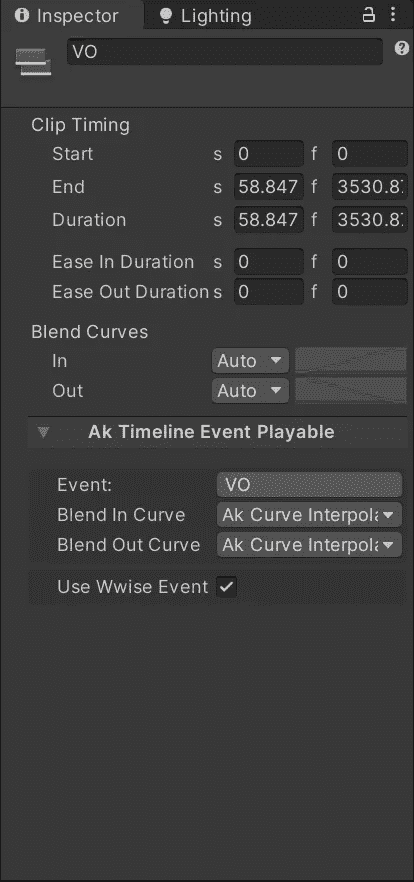 Inspector Lighting
VO
Clip Timing
Start s 0 f 0
End s 58.847 f 3530.8
Duration s 58.847 f 3530.8
Ease In Duration s 0 f 0
Ease Out Duration s 0 f 0
Blend Curves
In Auto
Out Auto
Ak Timeline Event Playable
Event: VO
Blend In Curve Ak Curve Interpola
Blend Out Curve Ak Curve Interpola
Use Wwise Event